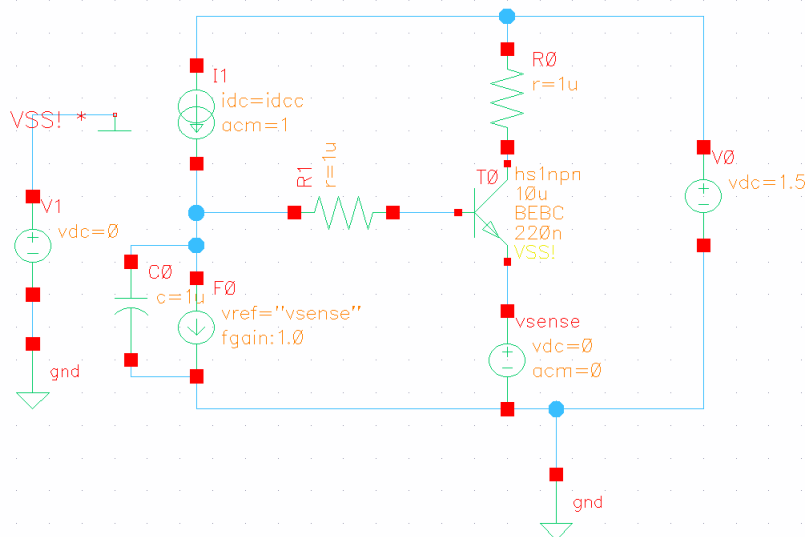 VSS! *
I1
idc=idcc
acm=1
R0
r=1u
V0
vdc=1.5
V1
vdc=0
R1
r=1u
T0
hs1npn
10u
BEBC
220n
VSS!
C0
c=1u
F0
vref="vsense"
fgain:1.0
vsense
vdc=0
acm=0
gnd
gnd